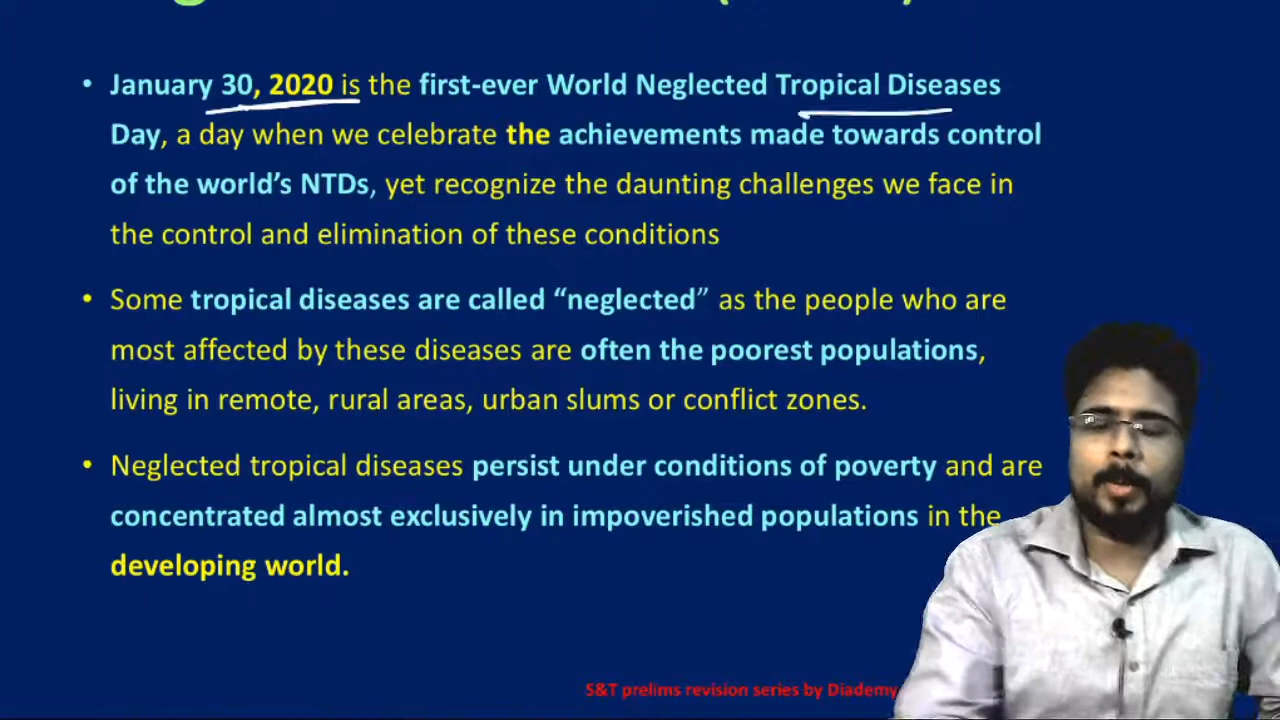 • January 30, 2020 is the first-ever World Neglected Tropical Diseases
Day, a day when we celebrate the achievements made towards control
of the world’s NTDs, yet recognize the daunting challenges we face in
the control and elimination of these conditions
• Some tropical diseases are called “neglected” as the people who are
most affected by these diseases are often the poorest populations,
living in remote, rural areas, urban slums or conflict zones.
• Neglected tropical diseases persist under conditions of poverty and are
concentrated almost exclusively in impoverished populations in the
developing world.
S&T prelims revision series by Diademy